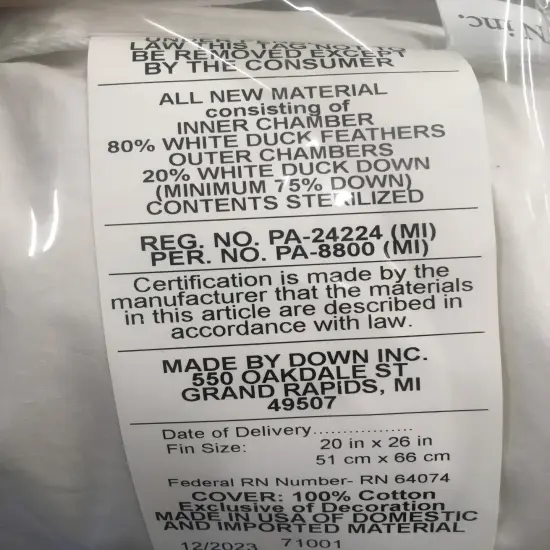 N inc.
UNDER
LAW THIS TAG NOT TO
BE REMOVED EXCEPT
BY THE CONSUMER
ALL NEW MATERIAL
consisting of
INNER CHAMBER
80% WHITE DUCK FEATHERS
OUTER CHAMBERS
20% WHITE DUCK DOWN
(MINIMUM 75% DOWN)
CONTENTS STERILIZED
REG. NO. PA-24224 (MI)
PER. NO. PA-8800 (MI)
Certification is made by the
manufacturer that the materials
in this article are described in
accordance with law.
MADE BY DOWN INC.
550 OAKDALE ST
GRAND RAPIDS, MI
49507
Date of Delivery.................
Fin Size: 20 in x 26 in
51 cm x 66 cm
Federal RN Number- RN 64074
COVER: 100% Cotton
Exclusive of Decoration
MADE IN USA OF DOMESTIC
AND IMPORTED MATERIAL
12/2023 71001